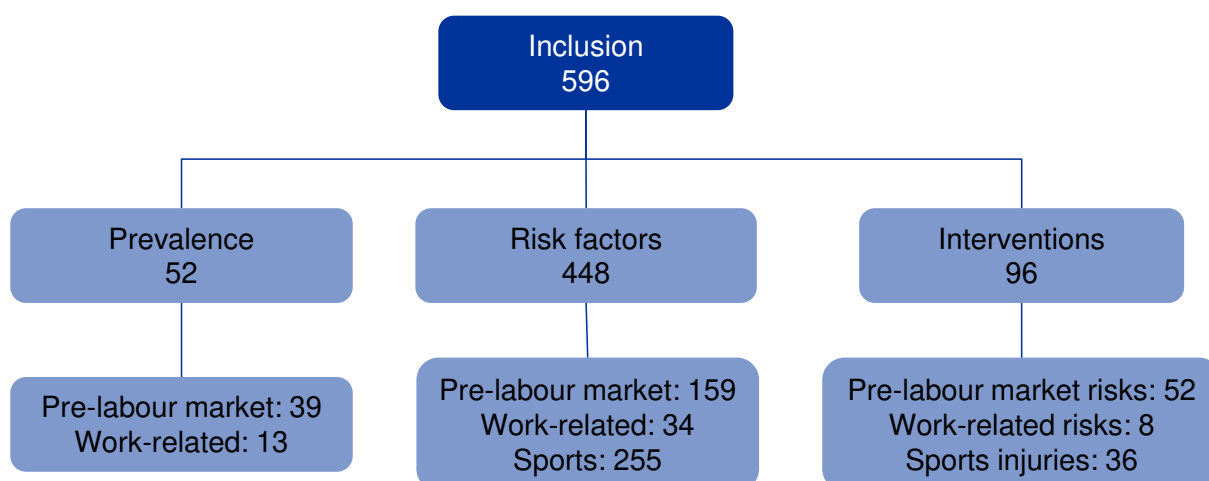 Inclusion
596
Prevalence
52
Risk factors
448
Interventions
96
Pre-labour market: 39
Work-related: 13
Pre-labour market: 159
Work-related: 34
Sports: 255
Pre-labour market risks: 52
Work-related risks: 8
Sports injuries: 36